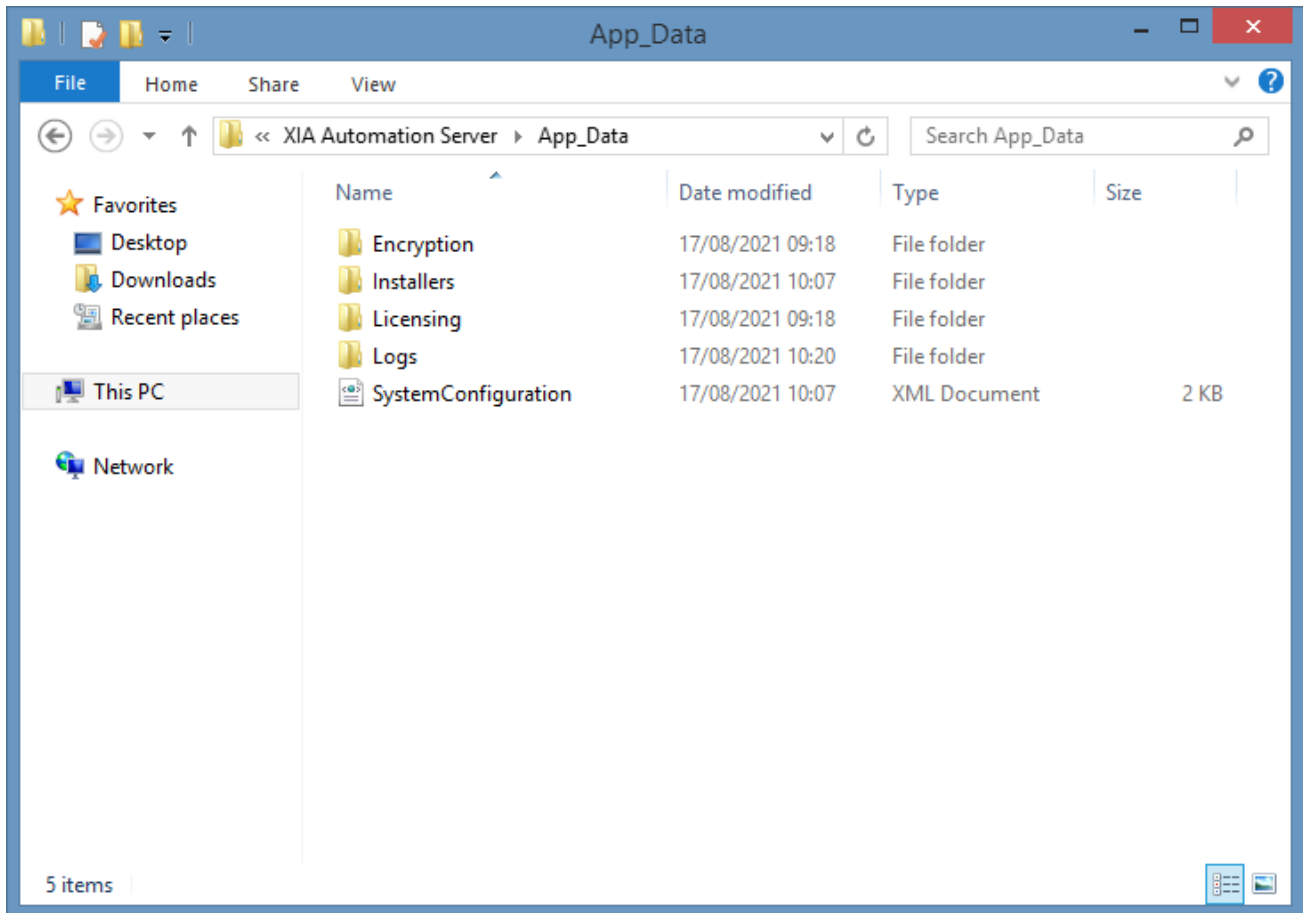 App_Data
File Home Share View
« XIA Automation Server App_Data Search App_Data
Favorites
Desktop
Downloads
Recent places
This PC
Network
Name Date modified Type Size
Encryption 17/08/2021 09:18 File folder
Installers 17/08/2021 10:07 File folder
Licensing 17/08/2021 09:18 File folder
Logs 17/08/2021 10:20 File folder
SystemConfiguration 17/08/2021 10:07 XML Document 2 KB
5 items